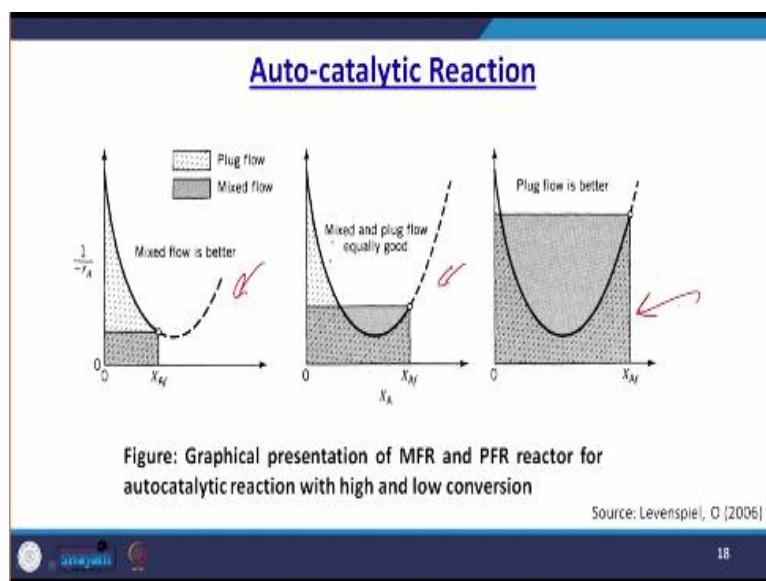 Auto-catalytic Reaction
Plug flow
Mixed flow
Mixed flow is better
1
-rA
0
0
XAf
Mixed and plug flow
equally good
0
XAf
XA
Plug flow is better
0
XAf
Figure: Graphical presentation of MFR and PFR reactor for
autocatalytic reaction with high and low conversion
Source: Levenspiel, O (2006)
swayam
18